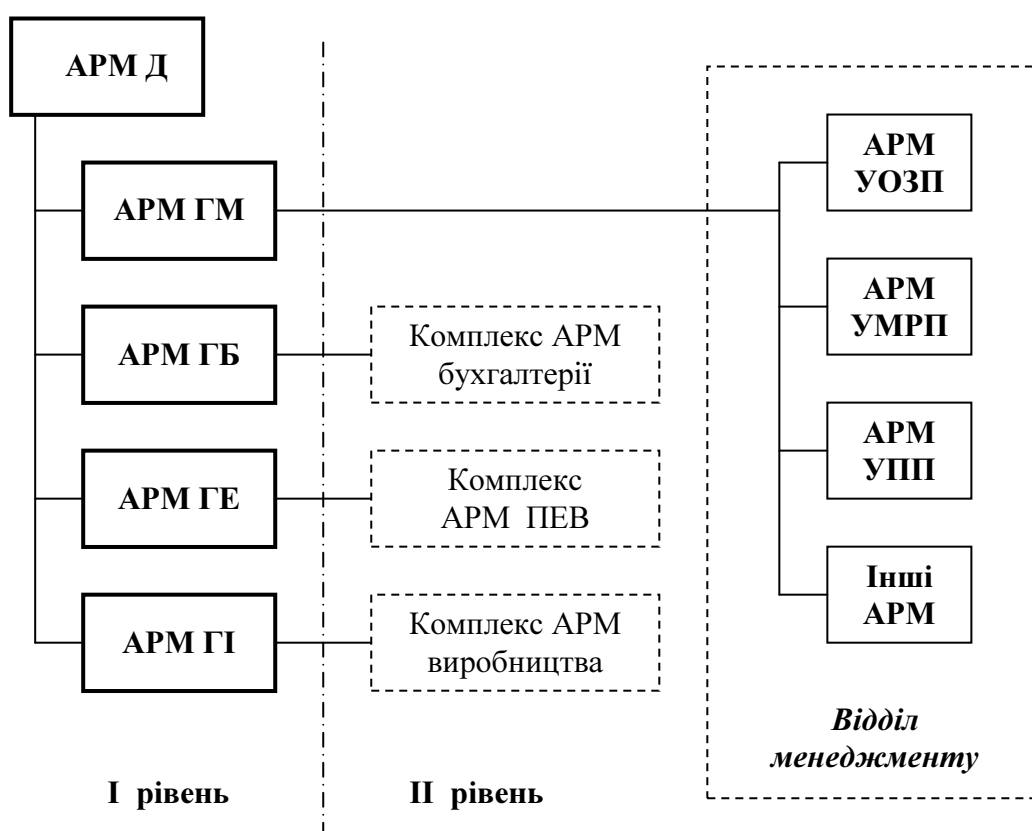 АРМ Д
АРМ ГМ
АРМ ГБ
АРМ ГЕ
АРМ ГІ
Комплекс АРМ
бухгалтерії
Комплекс
АРМ ПЕВ
Комплекс АРМ
виробництва
АРМ
УОЗП
АРМ
УМРП
АРМ
УПП
Інші
АРМ
Відділ
менеджменту
І рівень
ІІ рівень